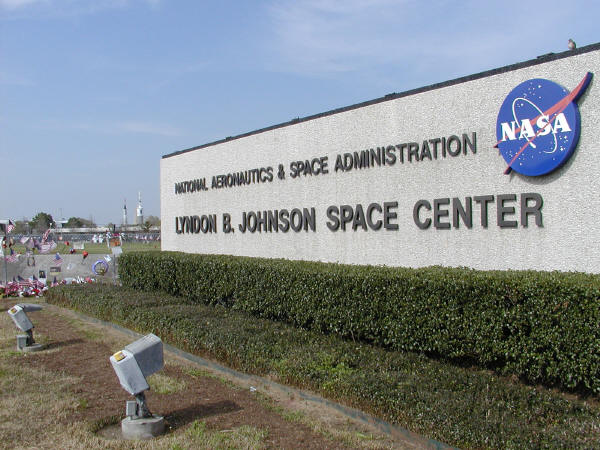 NASA
NATIONAL AERONAUTICS & SPACE ADMINISTRATION
LYNDON B. JOHNSON SPACE CENTER